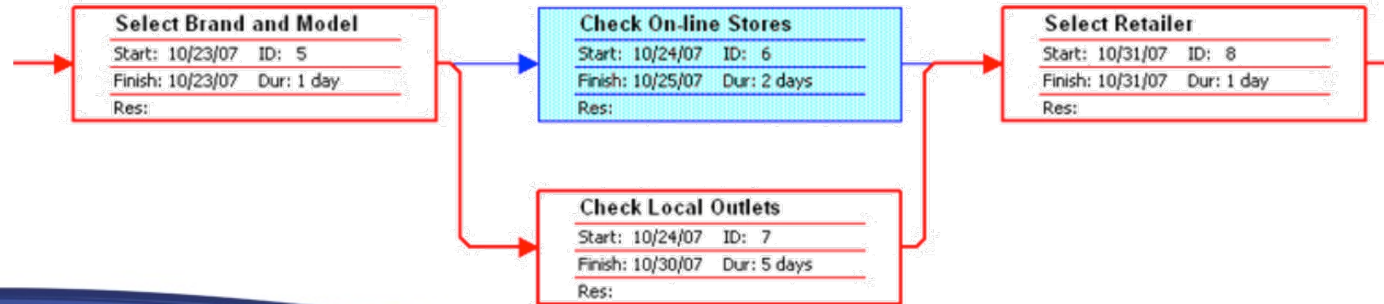 Select Brand and Model
Start: 10/23/07 ID: 5
Finish: 10/23/07 Dur: 1 day
Res:
Check On-line Stores
Start: 10/24/07 ID: 6
Finish: 10/25/07 Dur: 2 days
Res:
Select Retailer
Start: 10/31/07 ID: 8
Finish: 10/31/07 Dur: 1 day
Res:
Check Local Outlets
Start: 10/24/07 ID: 7
Finish: 10/30/07 Dur: 5 days
Res: